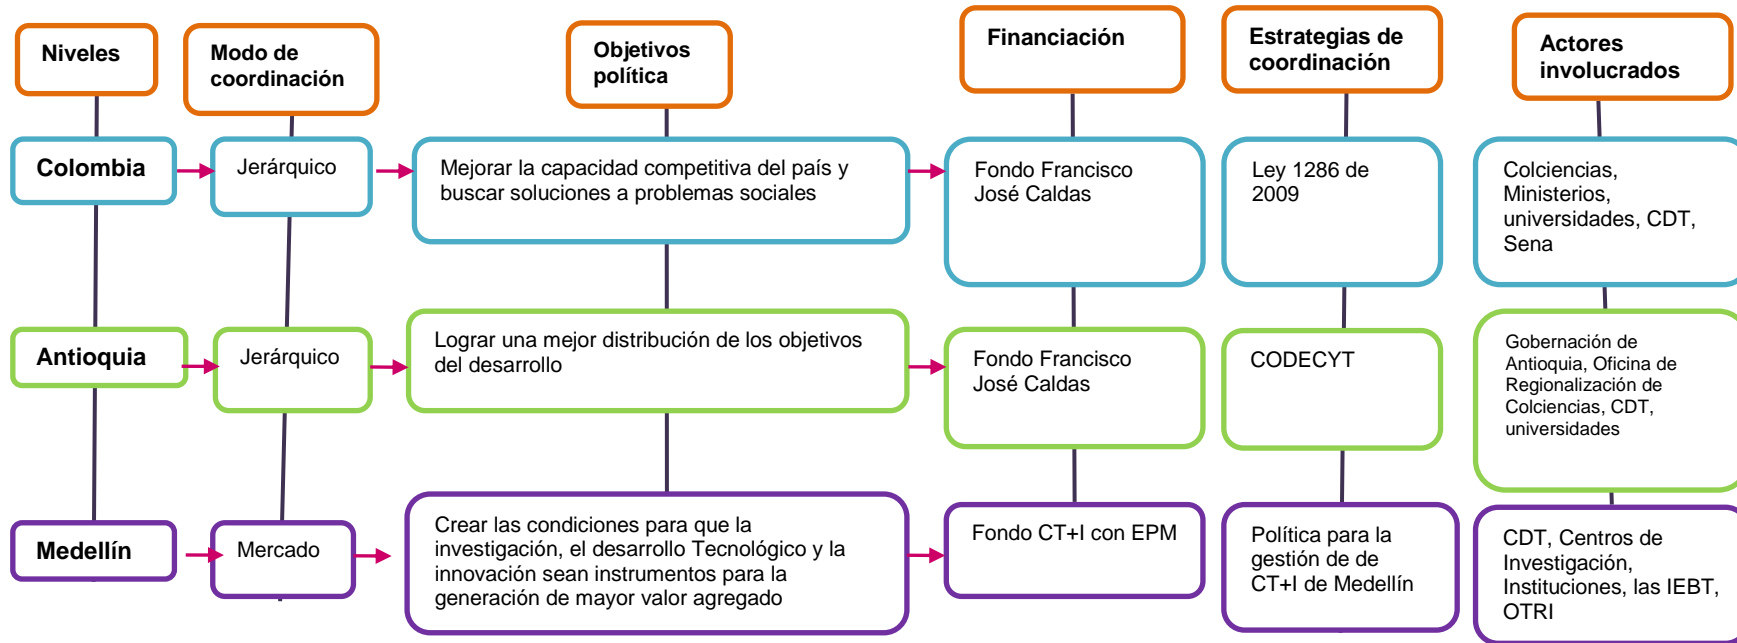 Niveles
Modo de
coordinación
Objetivos
política
Financiación
Estrategias de
coordinación
Actores
involucrados
Colombia
Jerárquico
Mejorar la capacidad competitiva del país y
buscar soluciones a problemas sociales
Fondo Francisco
José Caldas
Ley 1286 de
2009
Colciencias,
Ministerios,
universidades, CDT,
Sena
Antioquia
Jerárquico
Lograr una mejor distribución de los objetivos
del desarrollo
Fondo Francisco
José Caldas
CODECYT
Gobernación de
Antioquia, Oficina de
Regionalización de
Colciencias, CDT,
universidades
Medellín
Mercado
Crear las condiciones para que la
investigación, el desarrollo Tecnológico y la
innovación sean instrumentos para la
generación de mayor valor agregado
Fondo CT+I con EPM
Política para la
gestión de de
CT+I de Medellín
CDT, Centros de
Investigación,
Instituciones, las IEBT,
OTRI